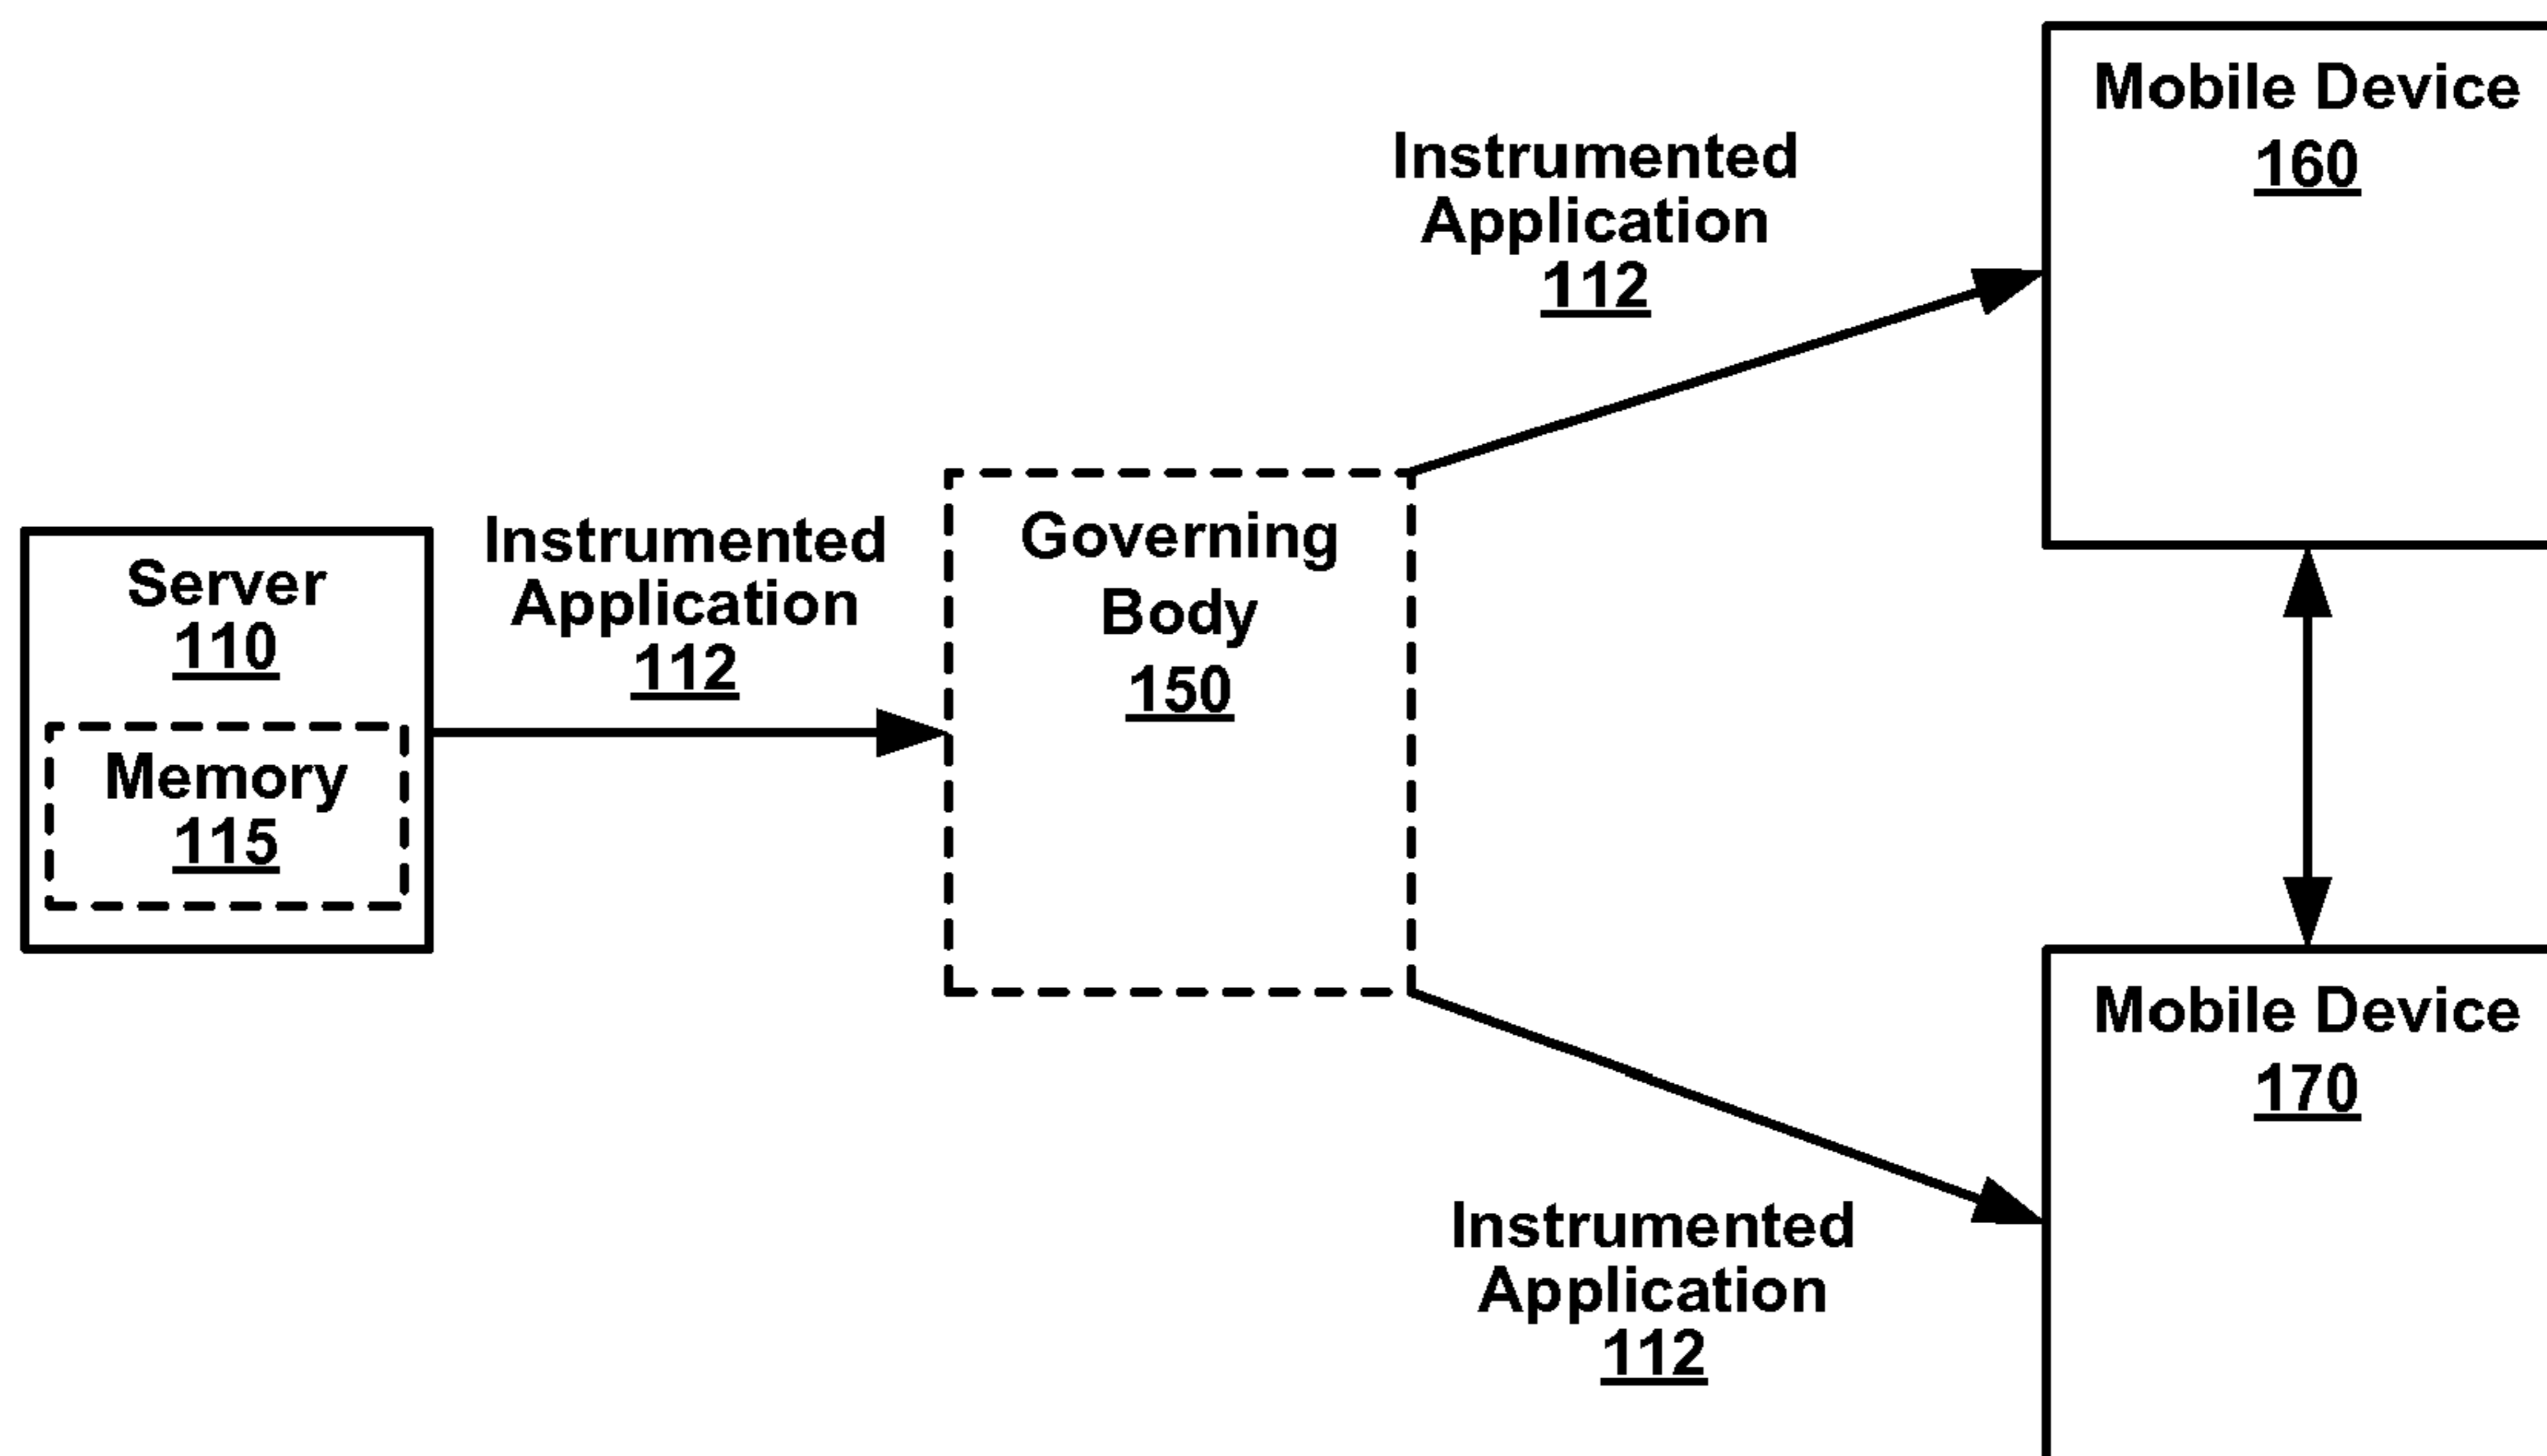 Server
110
Memory
115
Instrumented
Application
112
Governing
Body
150
Instrumented
Application
112
Mobile Device
160
Instrumented
Application
112
Mobile Device
170